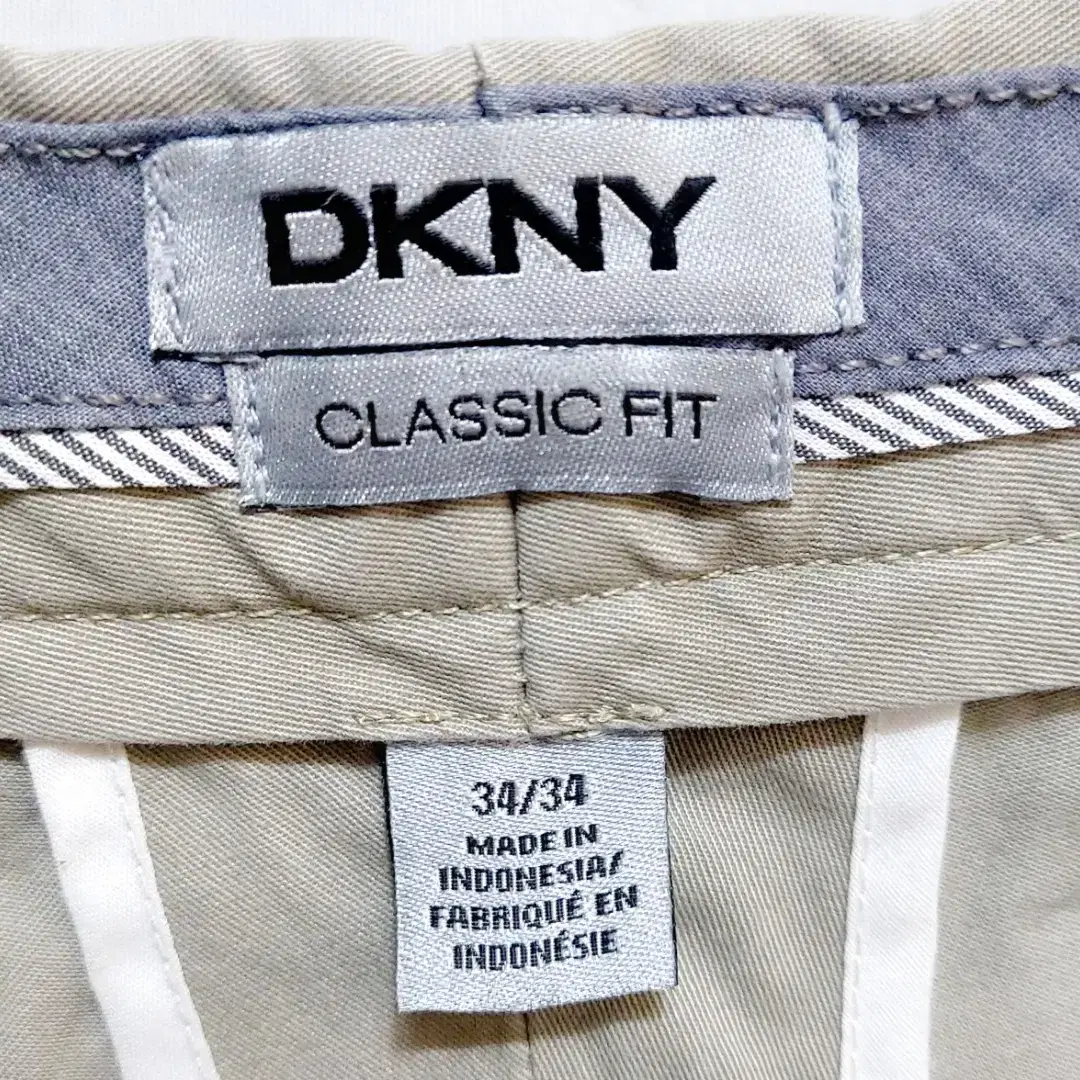 DKNY
CLASSIC FIT
34/34
MADE IN
INDONESIA/
FABRIQUÉ EN
INDONÉSIE